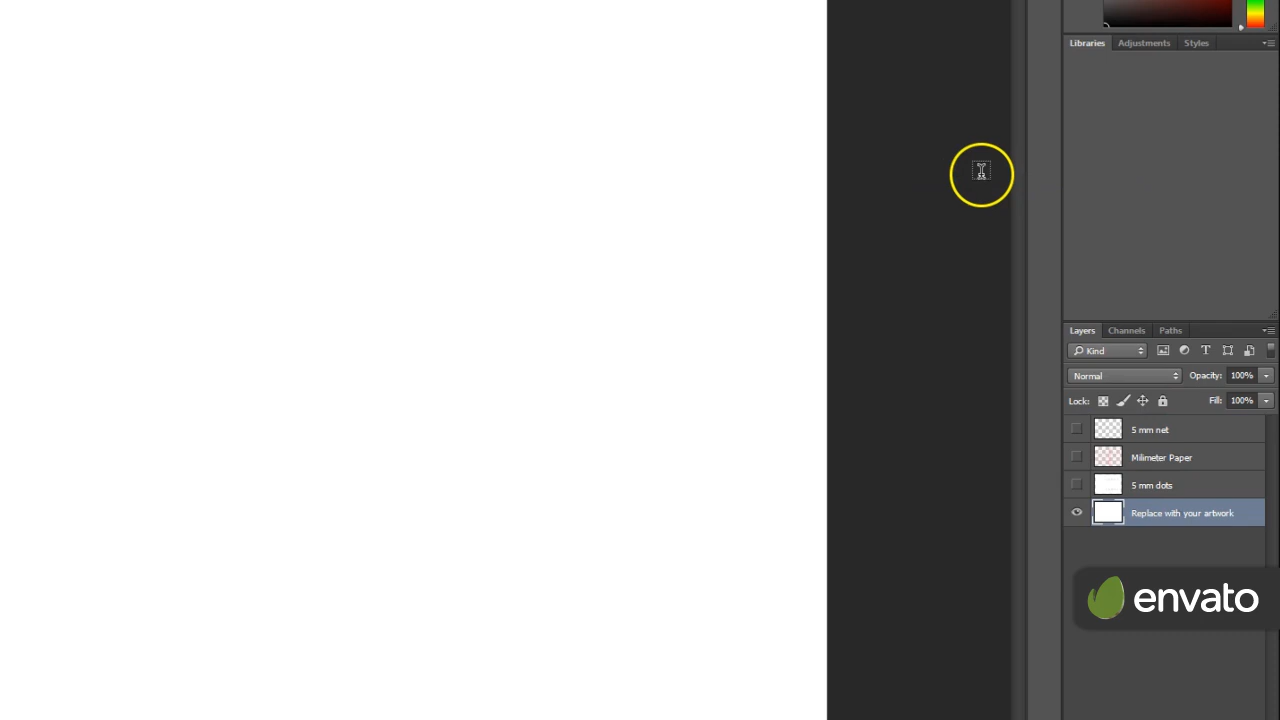 Libraries Adjustments Styles
Layers Channels Paths
Kind T
Normal Opacity: 100%
Lock: Fill: 100%
5 mm net
Milimeter Paper
5 mm dots
Replace with your artwork
envato